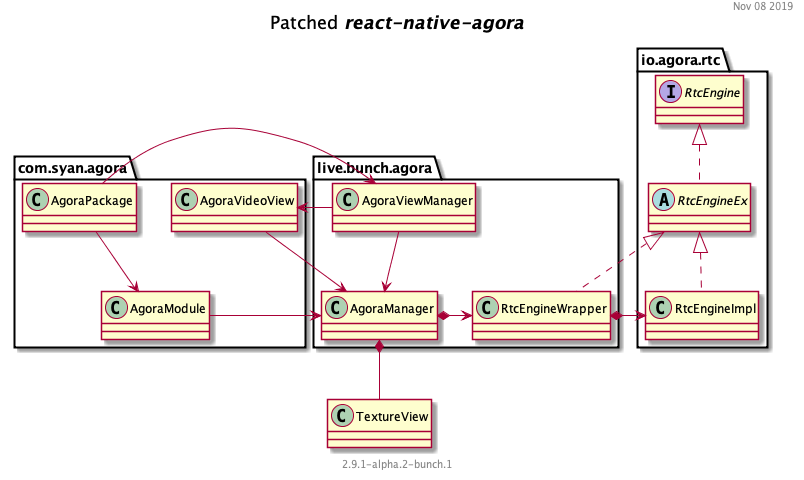 Nov 08 2019
Patched react-native-agora
io.agora.rtc
I RtcEngine
com.syan.agora
live.bunch.agora
C AgoraPackage
C AgoraVideoView
C AgoraViewManager
A RtcEngineEx
C AgoraModule
C AgoraManager
C RtcEngineWrapper
C RtcEngineImpl
C TextureView
2.9.1-alpha.2-bunch.1